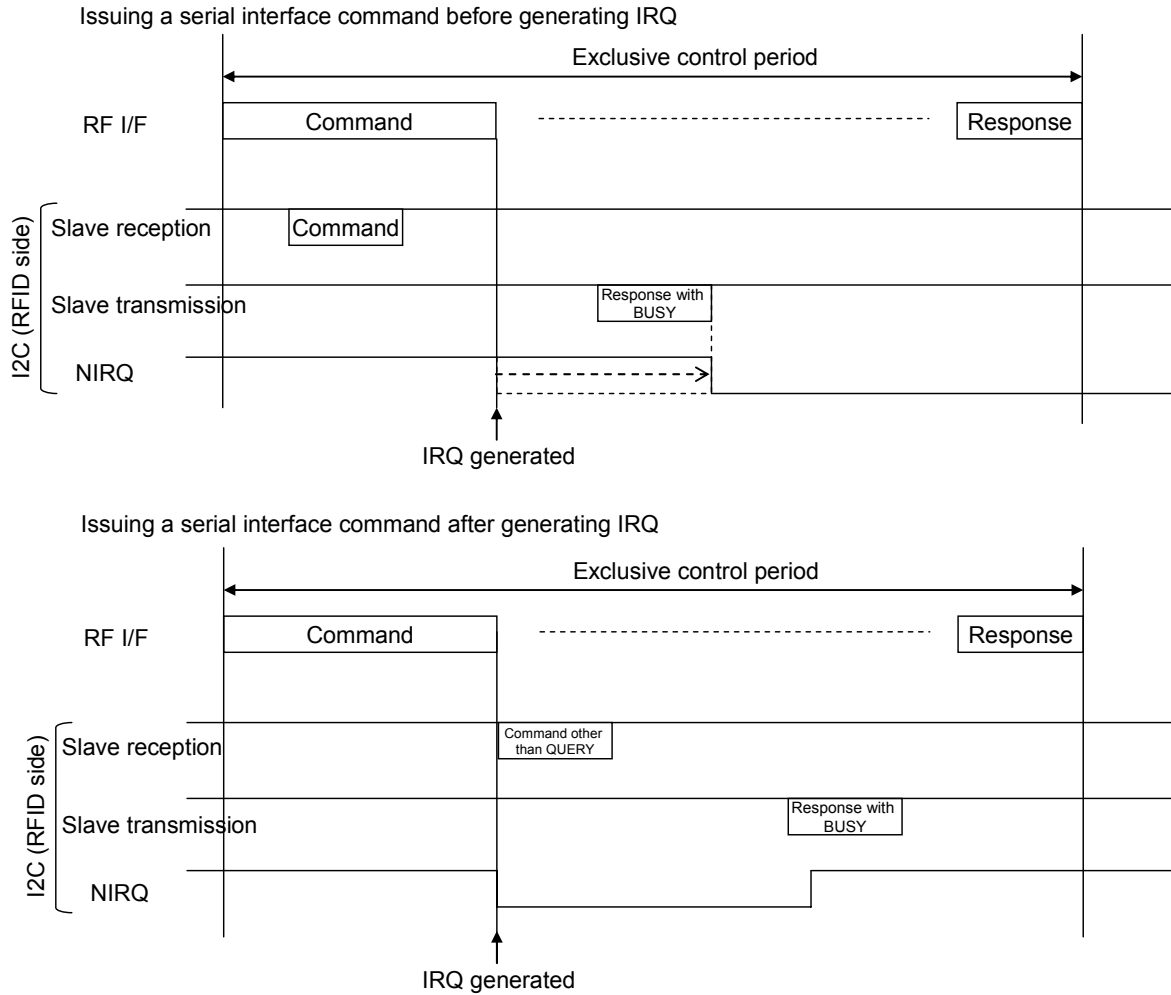 Issuing a serial interface command before generating IRQ
Exclusive control period
RF I/F
Command
Response
I2C (RFID side)
Slave reception
Command
Slave transmission
Response with
BUSY
NIRQ
IRQ generated
Issuing a serial interface command after generating IRQ
Exclusive control period
RF I/F
Command
Response
I2C (RFID side)
Slave reception
Command other
than QUERY
Slave transmission
Response with
BUSY
NIRQ
IRQ generated